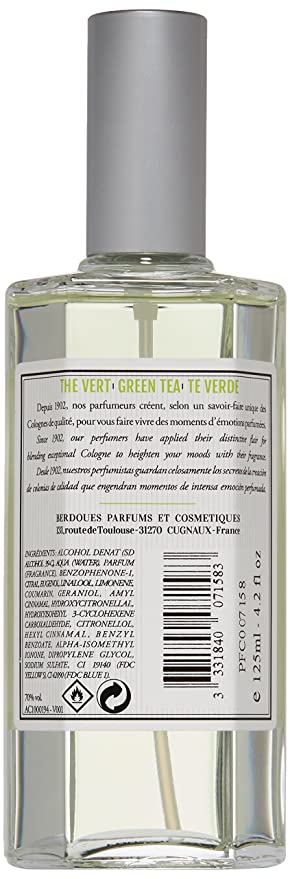 THE VERT GREEN TEA TE VERDE
Depuis 1902, nos parfumeurs créent, selon un savoir-faire unique des
Colognes de qualité, pour vous faire vivre des moments d'émotions parfumées.
Since 1902, our perfumers have applied their distinctive flair for
blending exceptional Cologne to heighten your moods with their fragrance.
Desde 1902, nuestros perfumistas guardan celosamente los secretos de la creación
de colonias de calidad que engendran momentos de intensa emoción perfumada.
BERDOUES PARFUMS ET COSMETIQUES
131, route de Toulouse-31270 CUGNAUX-France
INGRÉDIENTS: ALCOHOL DENAT (SD
ALCOHOL 39-C), AQUA (WATER), PARFUM
(FRAGRANCE), BENZOPHENONE-1,
CITRAL, EUGENOL, LINALOOL, LIMONENE,
COUMARIN, GERANIOL, AMYL
CINNAMAL, HYDROXYCITRONELLAL,
HYDROXYISOHEXYL 3-CYCLOHEXENE
CARBOXALDEHYDE, CITRONELLOL,
HEXYL CINNAMAL, BENZYL
BENZOATE, ALPHA-ISOMETHYL
IONONE, DIPROPYLENE GLYCOL,
SODIUM SULFATE, CI 19140 (FDC
YELLOW 5), CI 42090 (FDC BLUE 1).
70% vol.
AC1000194 - V001
3 331840 071583
PFC007158
e 125ml - 4.2 fl oz